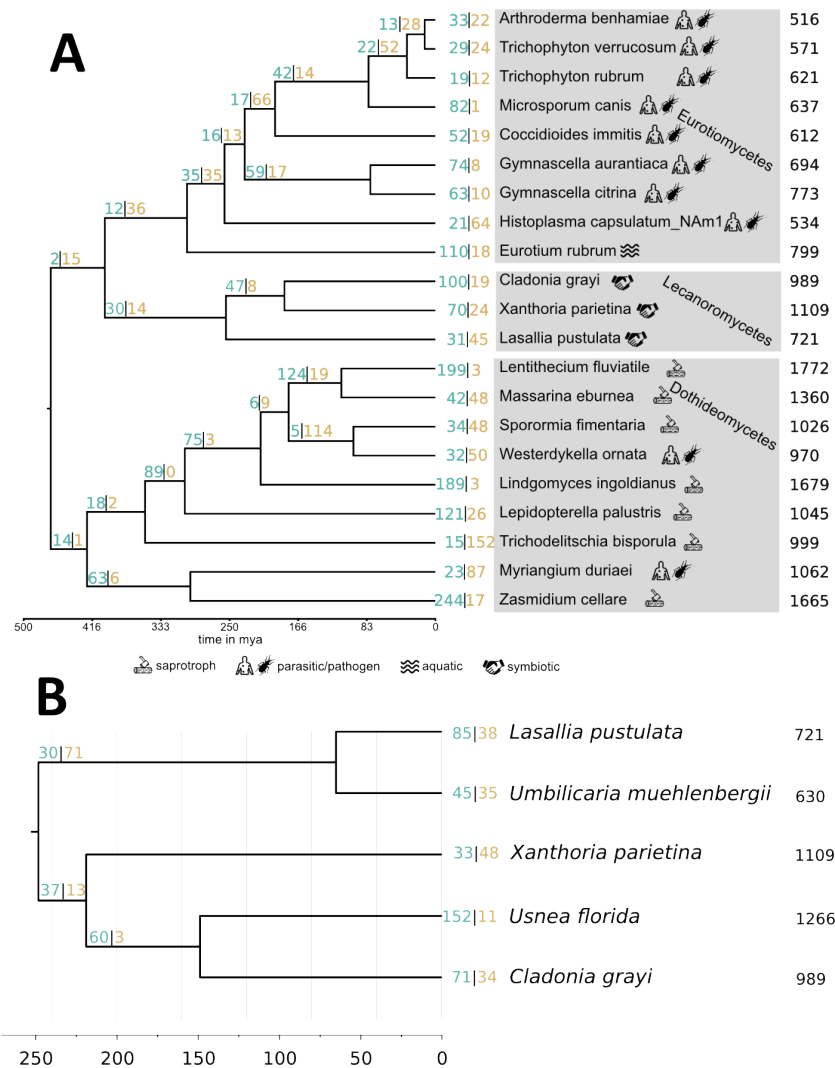 A
13|28
33|22 Arthroderma benhamiae 516
22|52
29|24 Trichophyton verrucosum 571
42|14
19|12 Trichophyton rubrum 621
17|66
82|1 Microsporum canis 637
Eurotiomycetes
16|13
52|19 Coccidioides immitis 612
59|17
74|8 Gymnascella aurantiaca 694
35|35
63|10 Gymnascella citrina 773
12|36
21|64 Histoplasma capsulatum_NAm1 534
2|15
110|18 Eurotium rubrum 799
47|8
100|19 Cladonia grayi 989
Lecanoromycetes
30|14
70|24 Xanthoria parietina 1109
31|45 Lasallia pustulata 721
124|19
199|3 Lentithecium fluviatile 1772
Dothideomycetes
6|9
42|48 Massarina eburnea 1360
5|114
34|48 Sporormia fimentaria 1026
75|3
32|50 Westerdykella ornata 970
89|0
189|3 Lindgomyces ingoldianus 1679
18|2
121|26 Lepidopterella palustris 1045
14|1
15|152 Trichodelitschia bisporula 999
63|6
23|87 Myriangium duriaei 1062
244|17 Zasmidium cellare 1665
500 416 333 250 166 83 0
time in mya
saprotroph parasitic/pathogen aquatic symbiotic
B
30|71
85|38 Lasallia pustulata 721
45|35 Umbilicaria muehlenbergii 630
37|13
33|48 Xanthoria parietina 1109
60|3
152|11 Usnea florida 1266
71|34 Cladonia grayi 989
250 200 150 100 50 0